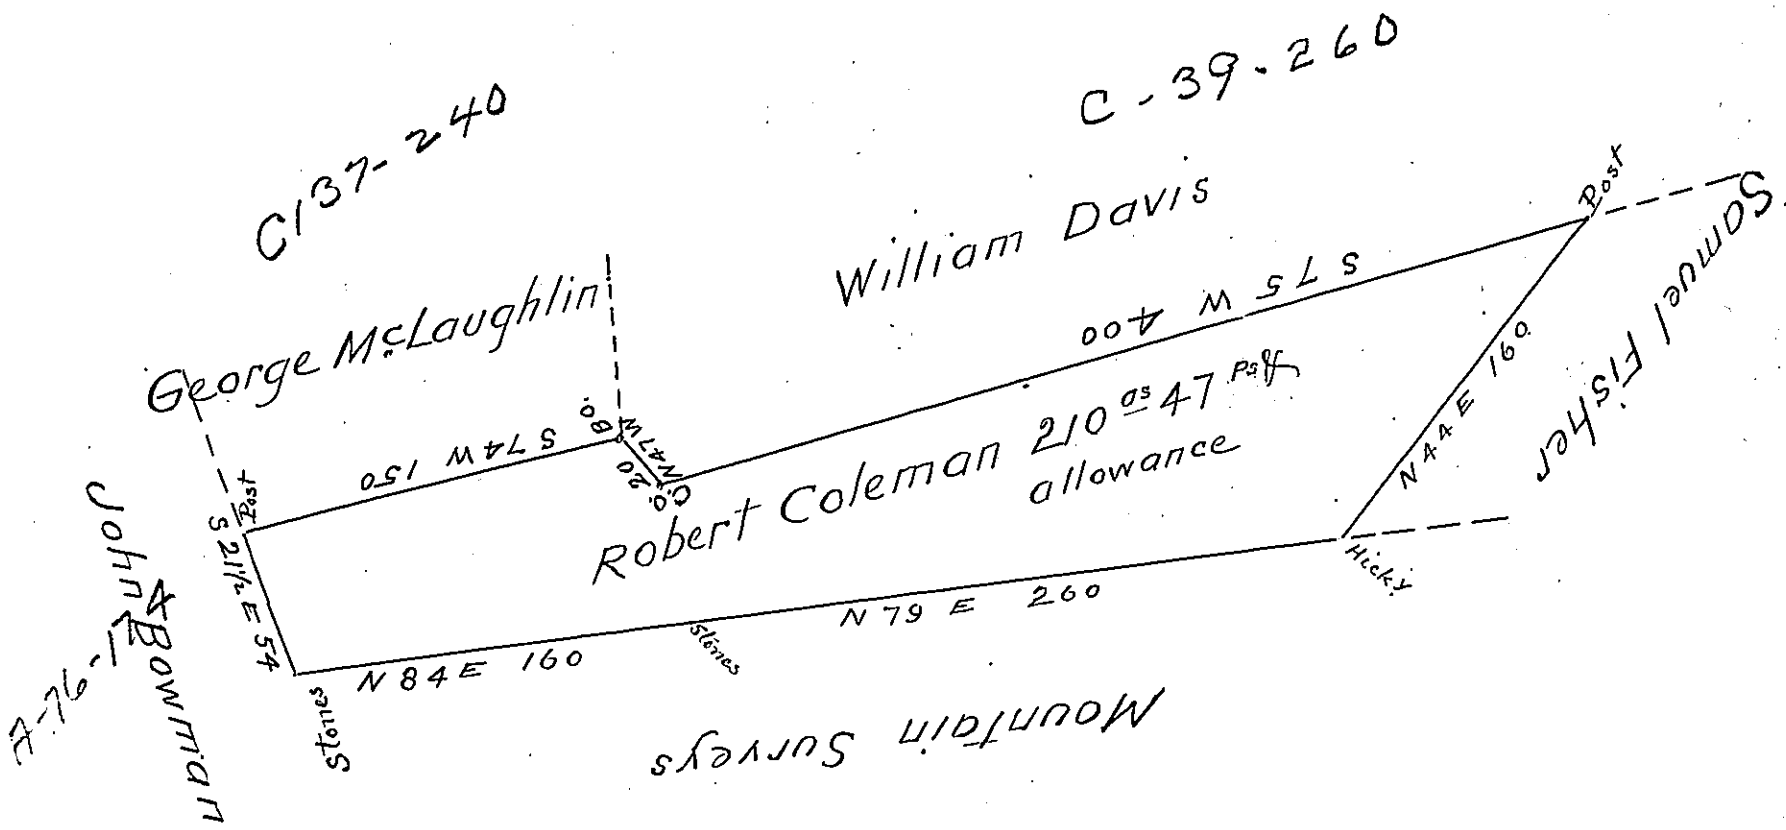 C137-240
C-39.260
George McLaughlin
William Davis
Samuel Fisher
John Bowman
A-76-174
Mountain Surveys
Robert Coleman 210 as 47 ps &
allowance
S 75 W 400
Post
N 44 E 160
Hicky.
N 79 E 260
Stones
N 84 E 160
Stones
S 21½ E 54
Post
S 74 W 150
Bo.
N 47 W
20
C.O.